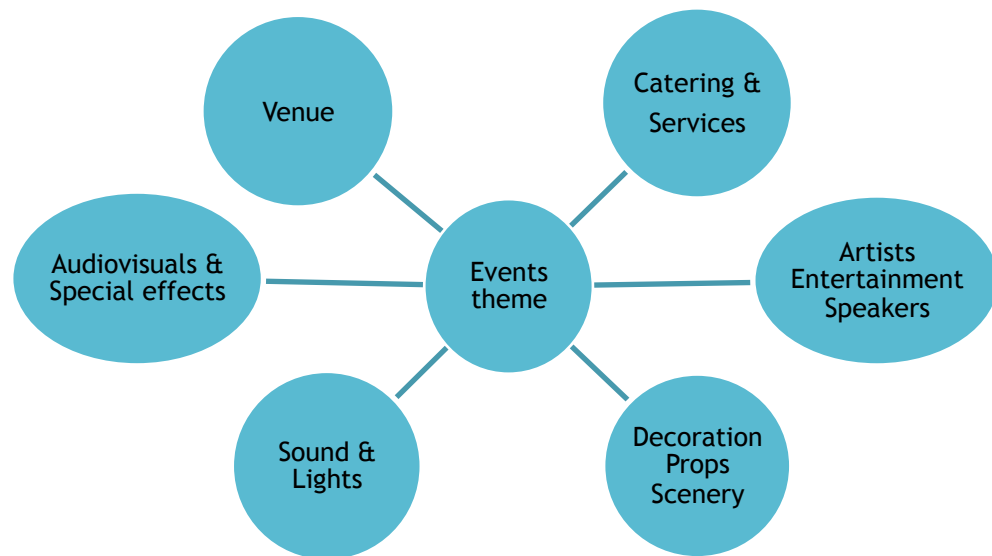 Venue
Catering &
Services
Audiovisuals &
Special effects
Events
theme
Artists
Entertainment
Speakers
Sound &
Lights
Decoration
Props
Scenery